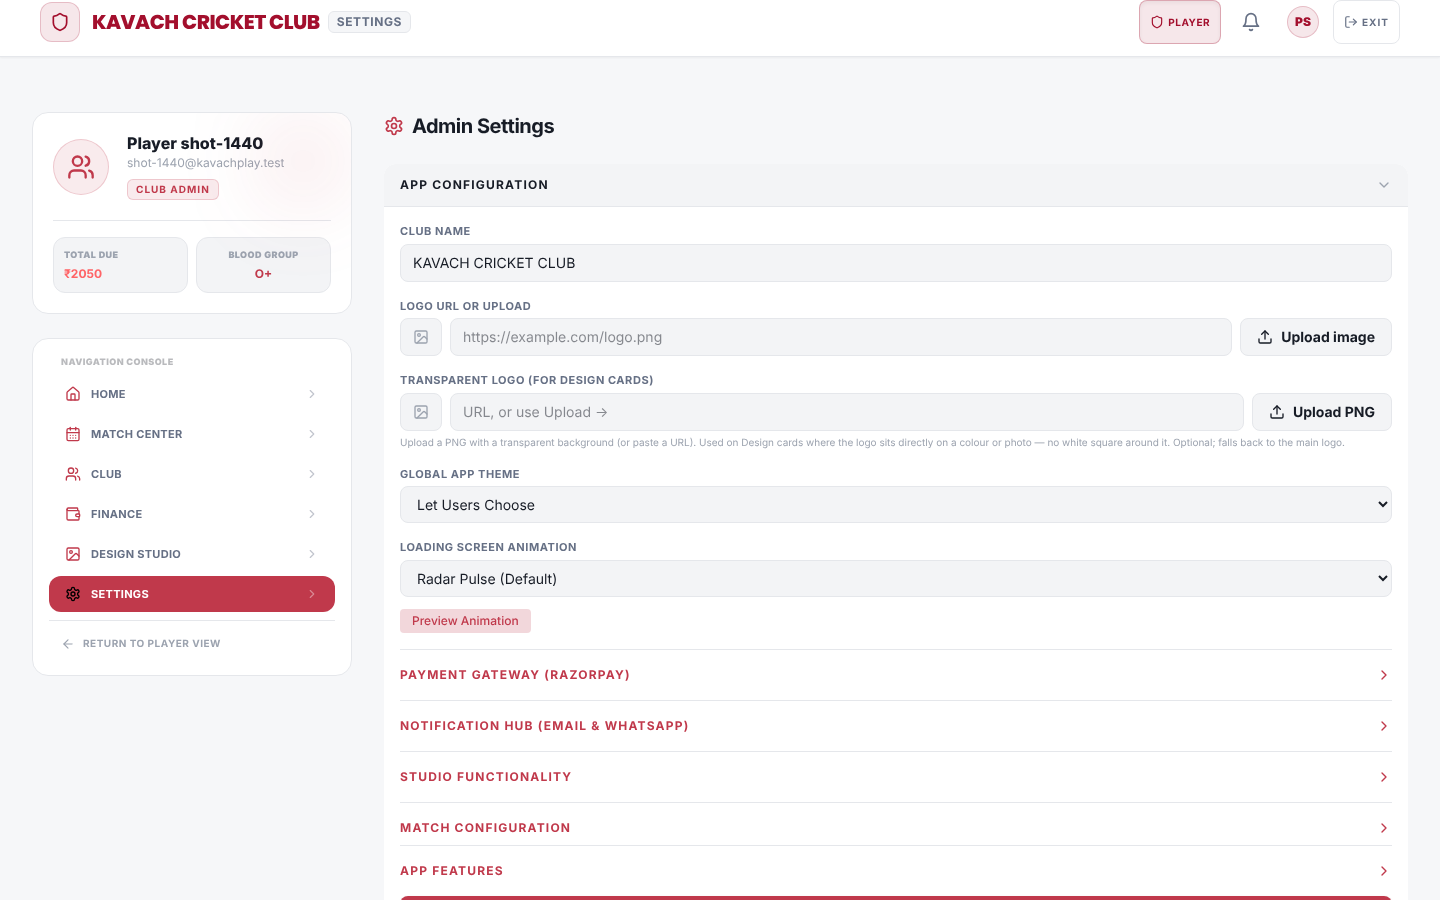 KAVACH CRICKET CLUB SETTINGS
PLAYER
PS
EXIT
Player shot-1440
shot-1440@kavachplay.test
CLUB ADMIN
TOTAL DUE
₹2050
BLOOD GROUP
O+
NAVIGATION CONSOLE
HOME
MATCH CENTER
CLUB
FINANCE
DESIGN STUDIO
SETTINGS
RETURN TO PLAYER VIEW
Admin Settings
APP CONFIGURATION
CLUB NAME
KAVACH CRICKET CLUB
LOGO URL OR UPLOAD
https://example.com/logo.png
Upload image
TRANSPARENT LOGO (FOR DESIGN CARDS)
URL, or use Upload →
Upload PNG
Upload a PNG with a transparent background (or paste a URL). Used on Design cards where the logo sits directly on a colour or photo — no white square around it. Optional; falls back to the main logo.
GLOBAL APP THEME
Let Users Choose
LOADING SCREEN ANIMATION
Radar Pulse (Default)
Preview Animation
PAYMENT GATEWAY (RAZORPAY)
NOTIFICATION HUB (EMAIL & WHATSAPP)
STUDIO FUNCTIONALITY
MATCH CONFIGURATION
APP FEATURES